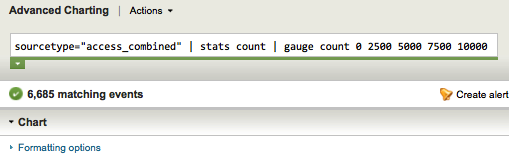 Advanced Charting | Actions
sourcetype="access_combined" | stats count | gauge count 0 2500 5000 7500 10000
6,685 matching events
Create alert
Chart
Formatting options